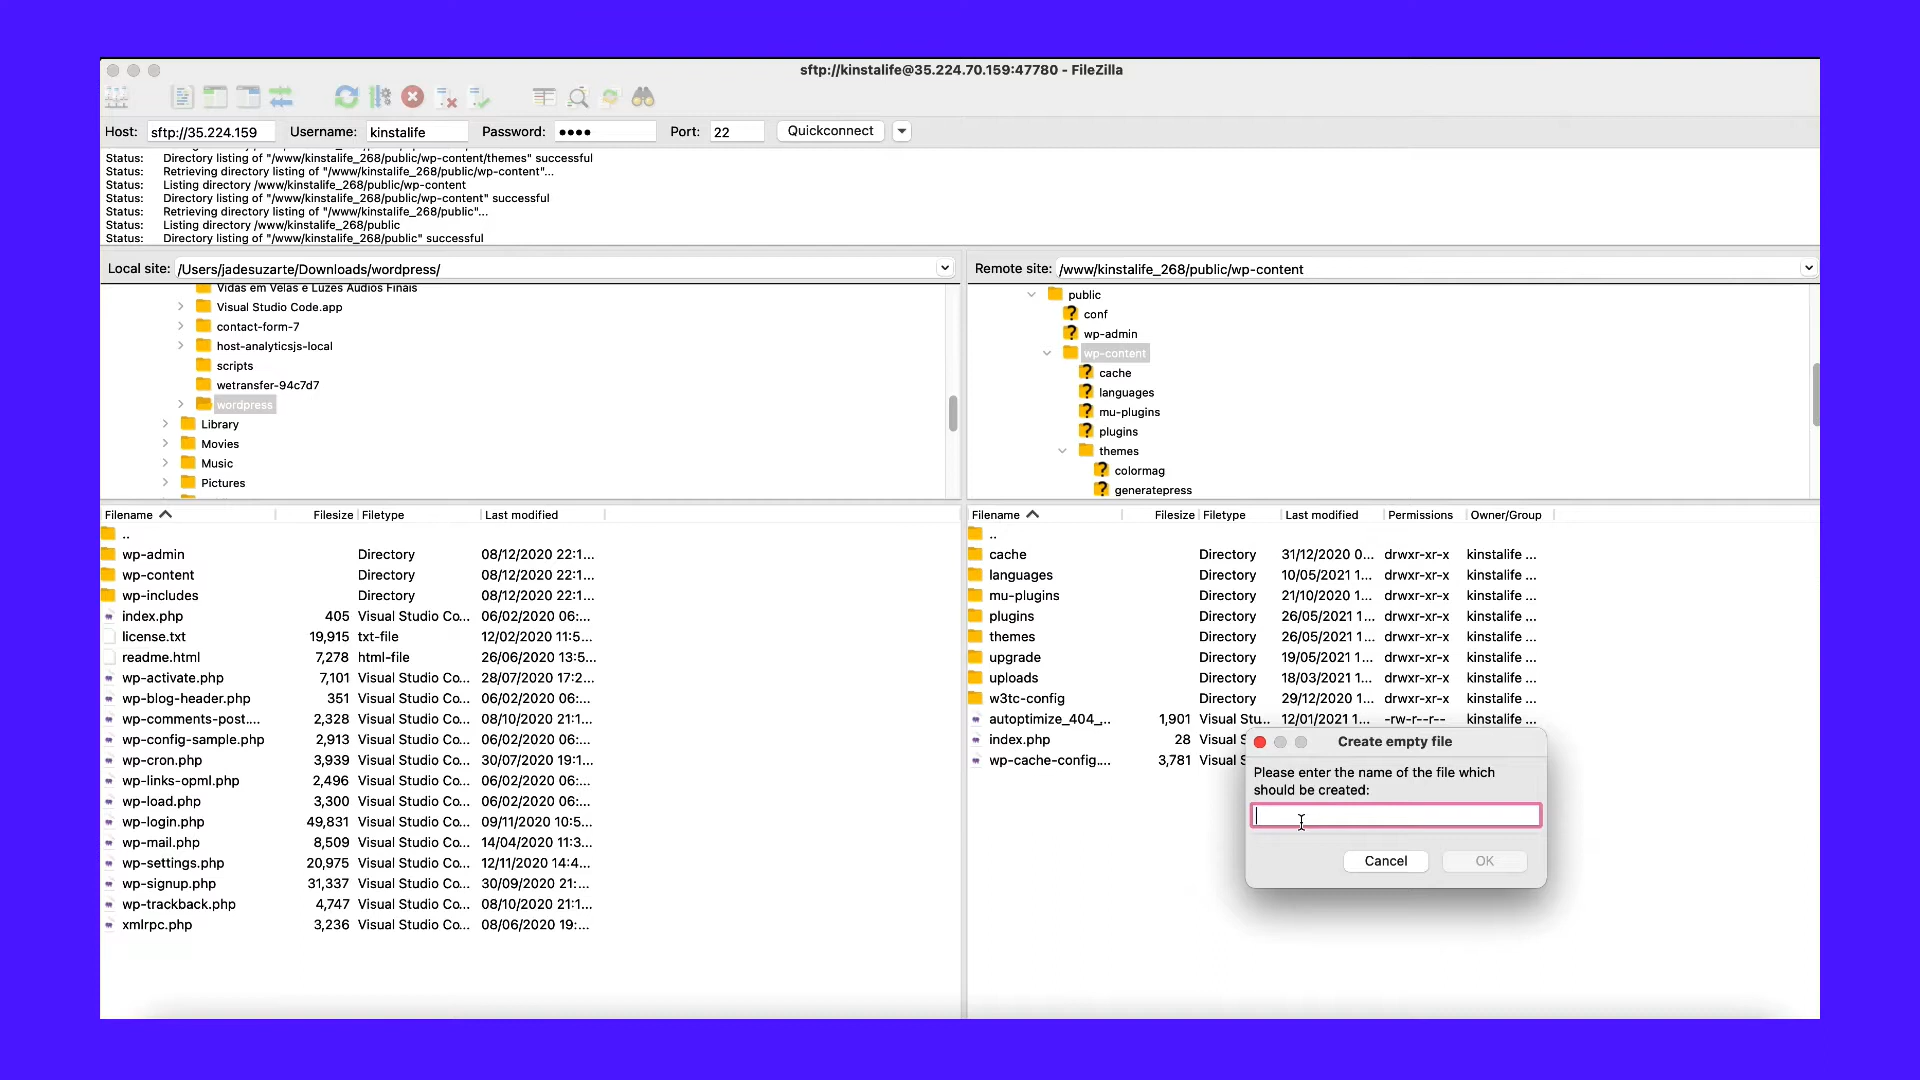 sftp://kinstalife@35.224.70.159:47780 - FileZilla
Host: sftp://35.224.159 Username: kinstalife Password: •••• Port: 22 Quickconnect
Status: Directory listing of "/www/kinstalife_268/public/wp-content/themes" successful
Status: Retrieving directory listing of "/www/kinstalife_268/public/wp-content"...
Status: Listing directory /www/kinstalife_268/public/wp-content
Status: Directory listing of "/www/kinstalife_268/public/wp-content" successful
Status: Retrieving directory listing of "/www/kinstalife_268/public"...
Status: Listing directory /www/kinstalife_268/public
Status: Directory listing of "/www/kinstalife_268/public" successful
Local site: /Users/jadesuzarte/Downloads/wordpress/
Vidas em Velas e Luzes Audios Finais
Visual Studio Code.app
contact-form-7
host-analyticsjs-local
scripts
wetransfer-94c7d7
wordpress
Library
Movies
Music
Pictures
Filename Filesize Filetype Last modified
..
wp-admin Directory 08/12/2020 22:1...
wp-content Directory 08/12/2020 22:1...
wp-includes Directory 08/12/2020 22:1...
index.php 405 Visual Studio Co... 06/02/2020 06:...
license.txt 19,915 txt-file 12/02/2020 11:5...
readme.html 7,278 html-file 26/06/2020 13:5...
wp-activate.php 7,101 Visual Studio Co... 28/07/2020 17:2...
wp-blog-header.php 351 Visual Studio Co... 06/02/2020 06:...
wp-comments-post.... 2,328 Visual Studio Co... 08/10/2020 21:1...
wp-config-sample.php 2,913 Visual Studio Co... 06/02/2020 06:...
wp-cron.php 3,939 Visual Studio Co... 30/07/2020 19:1...
wp-links-opml.php 2,496 Visual Studio Co... 06/02/2020 06:...
wp-load.php 3,300 Visual Studio Co... 06/02/2020 06:...
wp-login.php 49,831 Visual Studio Co... 09/11/2020 10:5...
wp-mail.php 8,509 Visual Studio Co... 14/04/2020 11:3...
wp-settings.php 20,975 Visual Studio Co... 12/11/2020 14:4...
wp-signup.php 31,337 Visual Studio Co... 30/09/2020 21:...
wp-trackback.php 4,747 Visual Studio Co... 08/10/2020 21:1...
xmlrpc.php 3,236 Visual Studio Co... 08/06/2020 19:...
Remote site: /www/kinstalife_268/public/wp-content
public
conf
wp-admin
wp-content
cache
languages
mu-plugins
plugins
themes
colormag
generatepress
Filename Filesize Filetype Last modified Permissions Owner/Group
..
cache Directory 31/12/2020 0... drwxr-xr-x kinstalife ...
languages Directory 10/05/2021 1... drwxr-xr-x kinstalife ...
mu-plugins Directory 21/10/2020 1... drwxr-xr-x kinstalife ...
plugins Directory 26/05/2021 1... drwxr-xr-x kinstalife ...
themes Directory 26/05/2021 1... drwxr-xr-x kinstalife ...
upgrade Directory 19/05/2021 1... drwxr-xr-x kinstalife ...
uploads Directory 18/03/2021 1... drwxr-xr-x kinstalife ...
w3tc-config Directory 29/12/2020 1... drwxr-xr-x kinstalife ...
autoptimize_404_... 1,901 Visual Stu... 12/01/2021 1... -rw-r--r-- kinstalife ...
index.php 28 Visual S
wp-cache-config.... 3,781 Visual S
Create empty file
Please enter the name of the file which
should be created:
Cancel OK